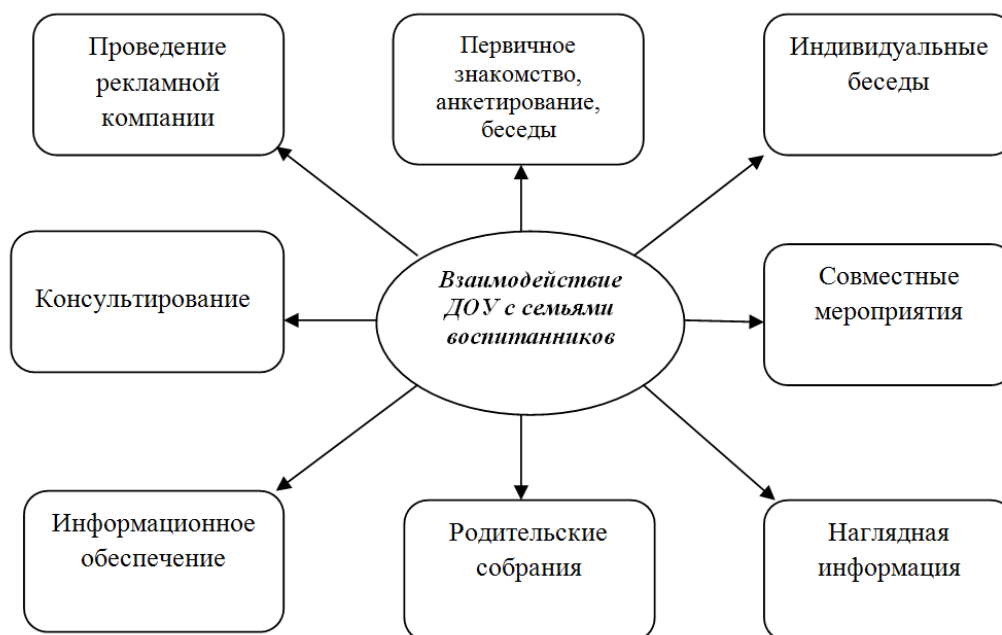 Проведение
рекламной
компании
Первичное
знакомство,
анкетирование,
беседы
Индивидуальные
беседы
Консультирование
Взаимодействие
ДОУ с семьями
воспитанников
Совместные
мероприятия
Информационное
обеспечение
Родительские
собрания
Наглядная
информация